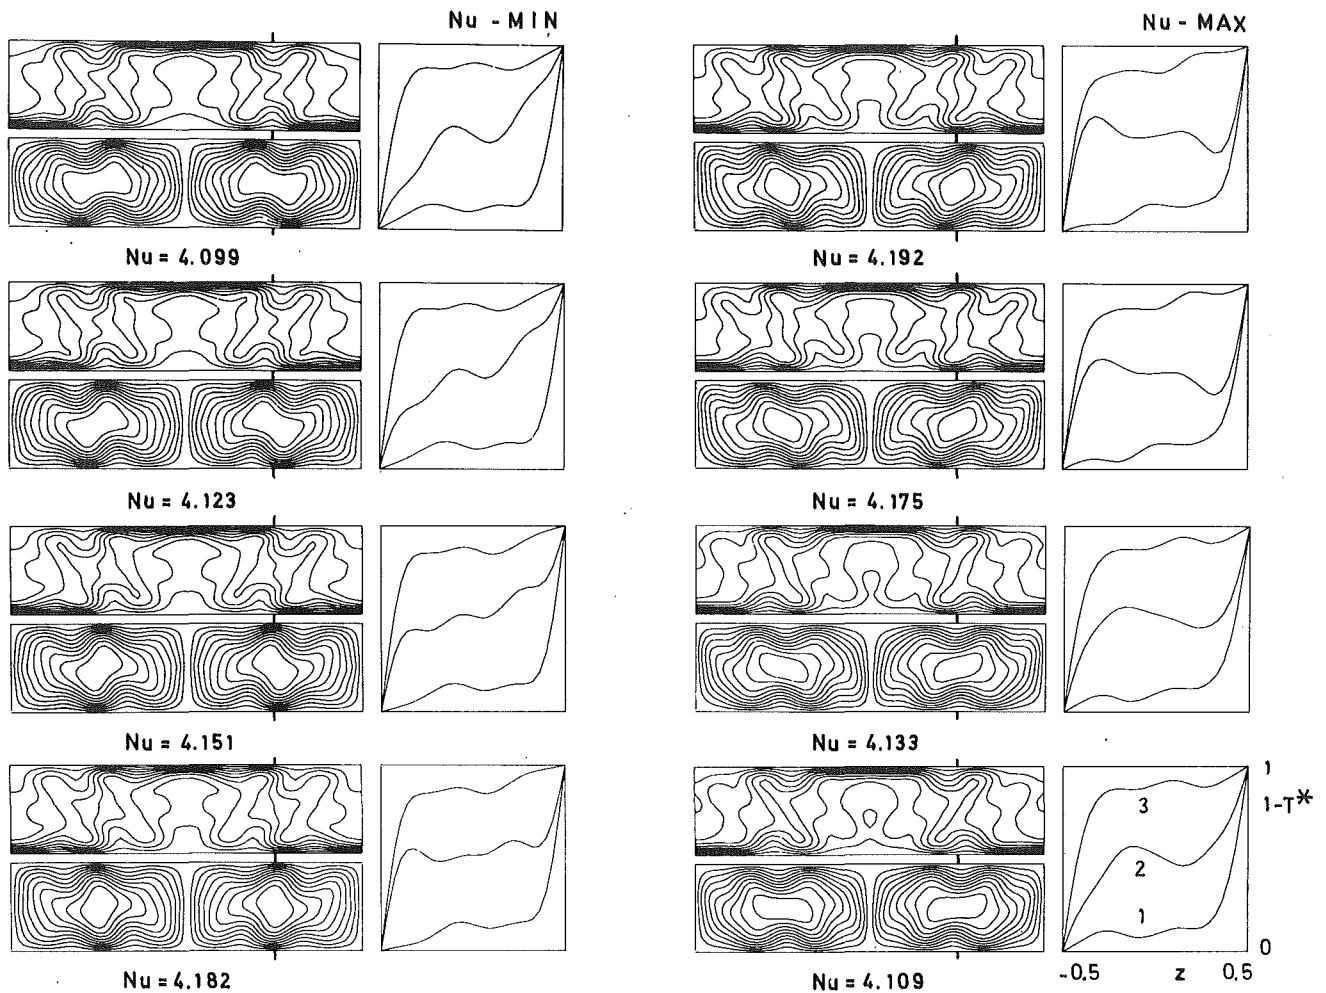 Nu - MIN
Nu - MAX
Nu = 4.099
Nu = 4.192
Nu = 4.123
Nu = 4.175
Nu = 4.151
Nu = 4.133
1
1-T*
3
2
1
0
-0.5 z 0.5
Nu = 4.182
Nu = 4.109